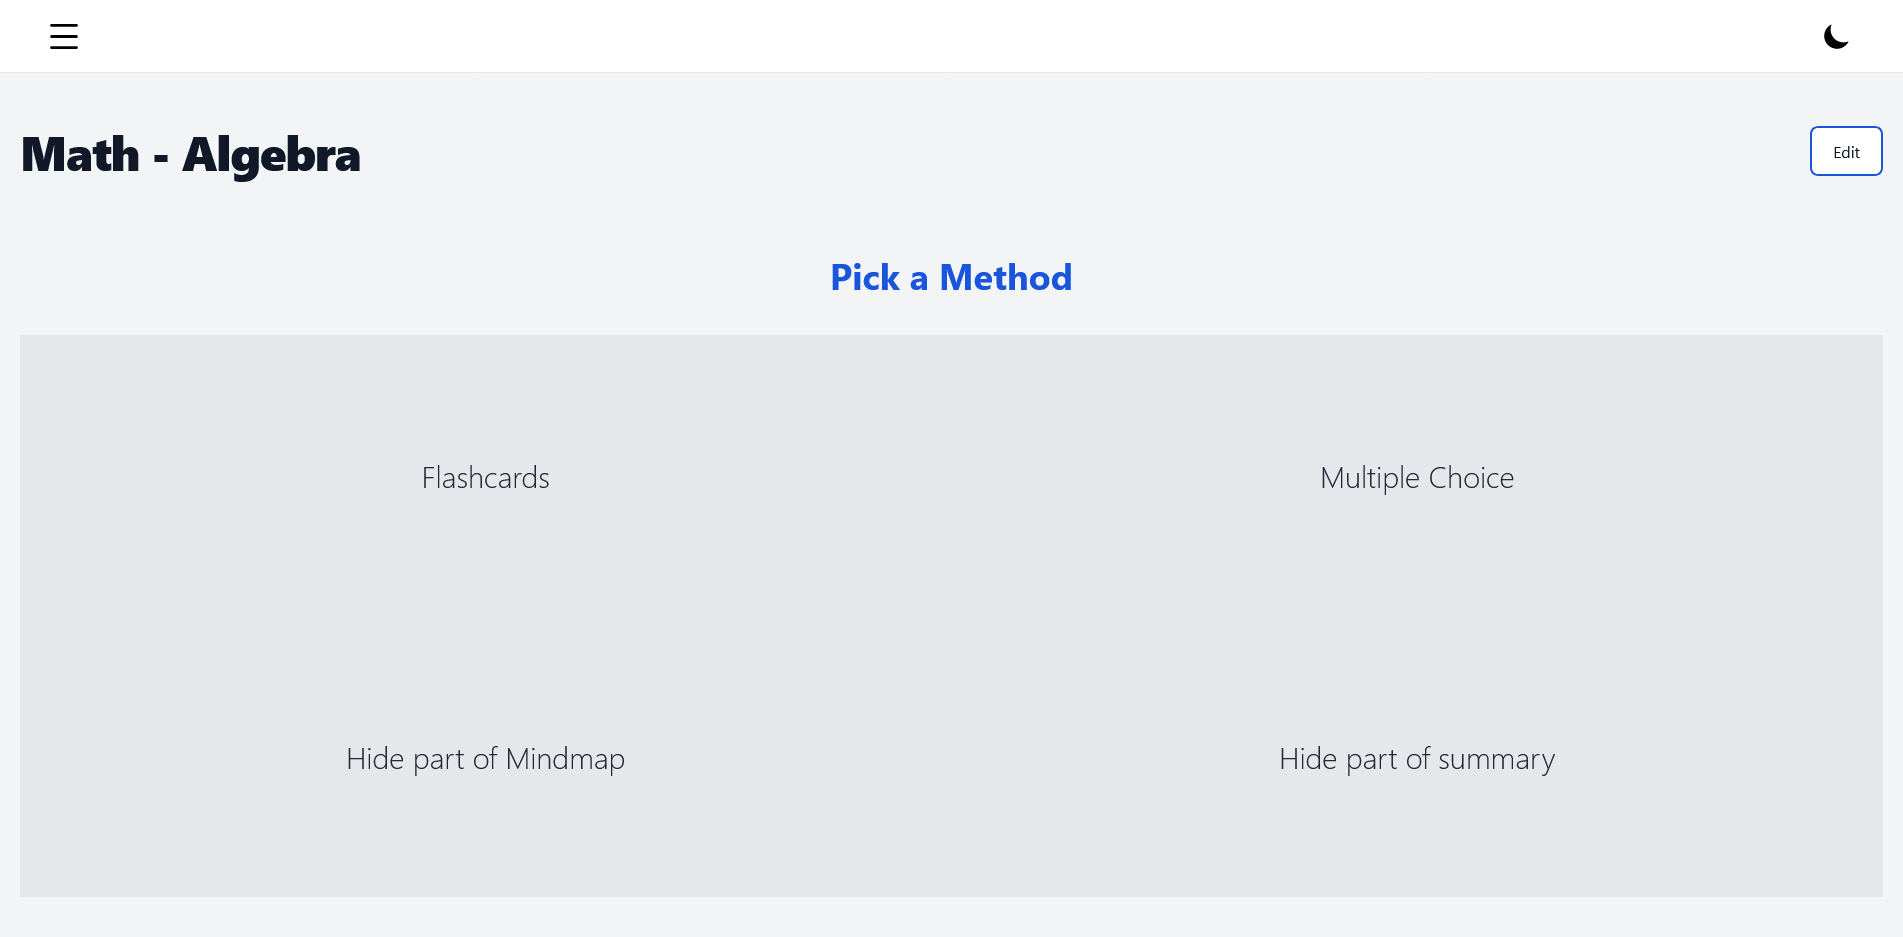 Math - Algebra
Edit
Pick a Method
Flashcards
Multiple Choice
Hide part of Mindmap
Hide part of summary